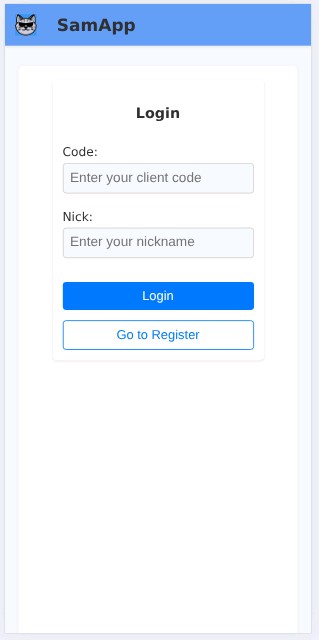 SamApp
Login
Code:
Enter your client code
Nick:
Enter your nickname
Login
Go to Register